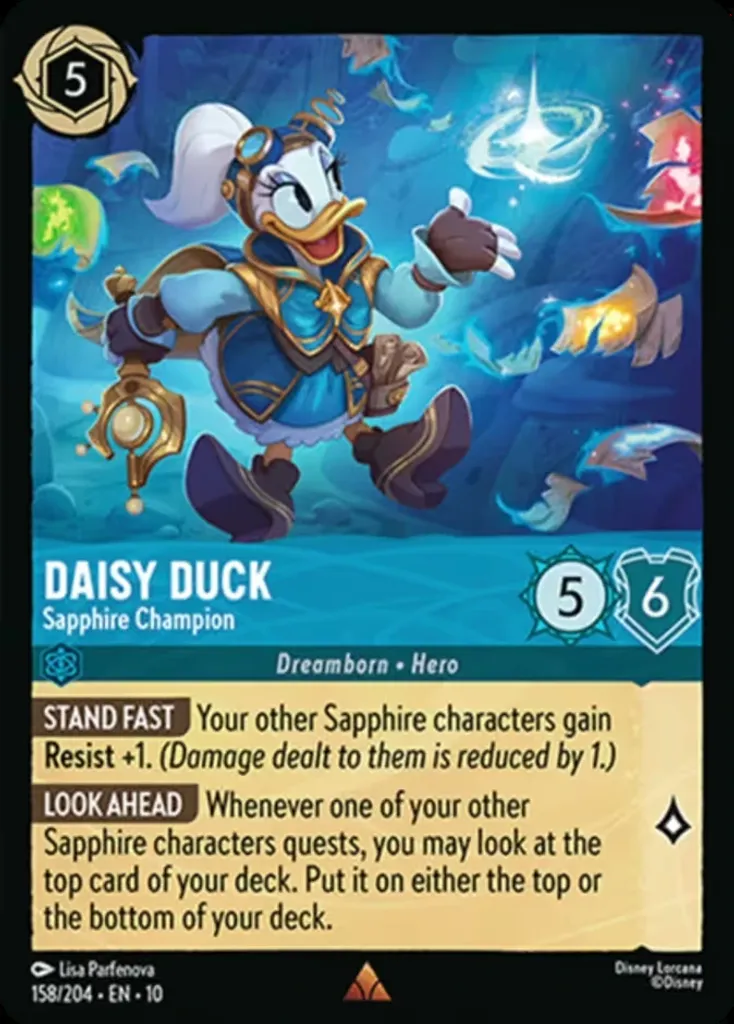 5
DAISY DUCK
Sapphire Champion
5
6
Dreamborn • Hero
STAND FAST Your other Sapphire characters gain
Resist +1. (Damage dealt to them is reduced by 1.)
LOOK AHEAD Whenever one of your other
Sapphire characters quests, you may look at the
top card of your deck. Put it on either the top or
the bottom of your deck.
Lisa Parfenova
Disney Lorcana
158/204 • EN • 10
©Disney